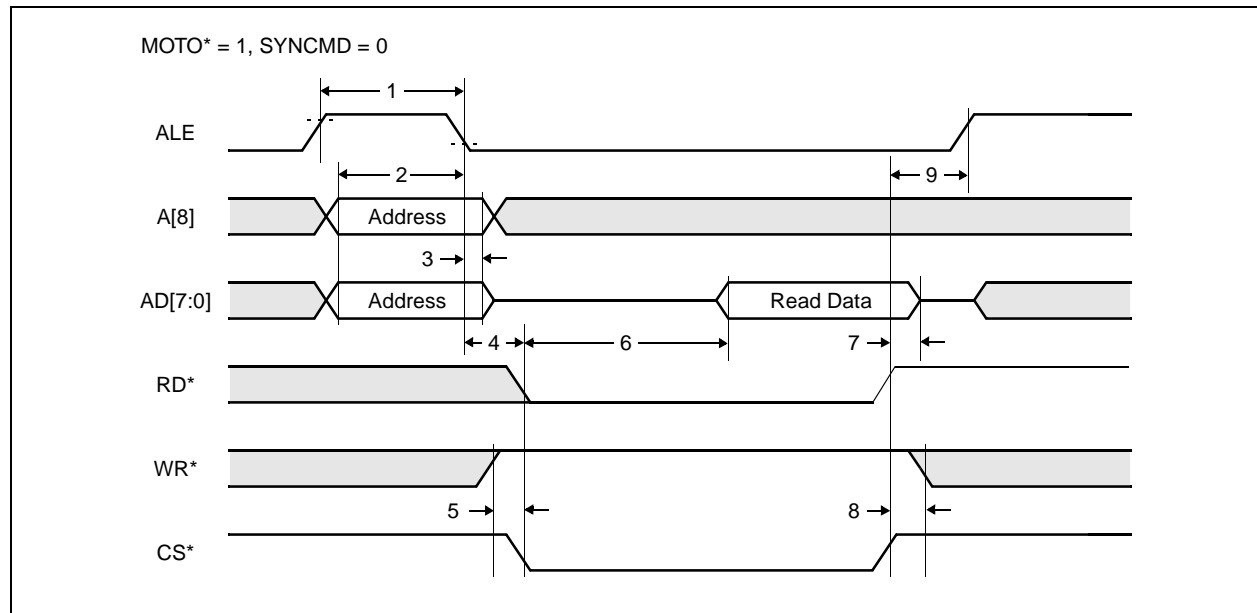 MOTO* = 1, SYNCMD = 0
1
ALE
9
2
A[8]
Address
3
AD[7:0]
Address
Read Data
4
6
7
RD*
WR*
5
8
CS*